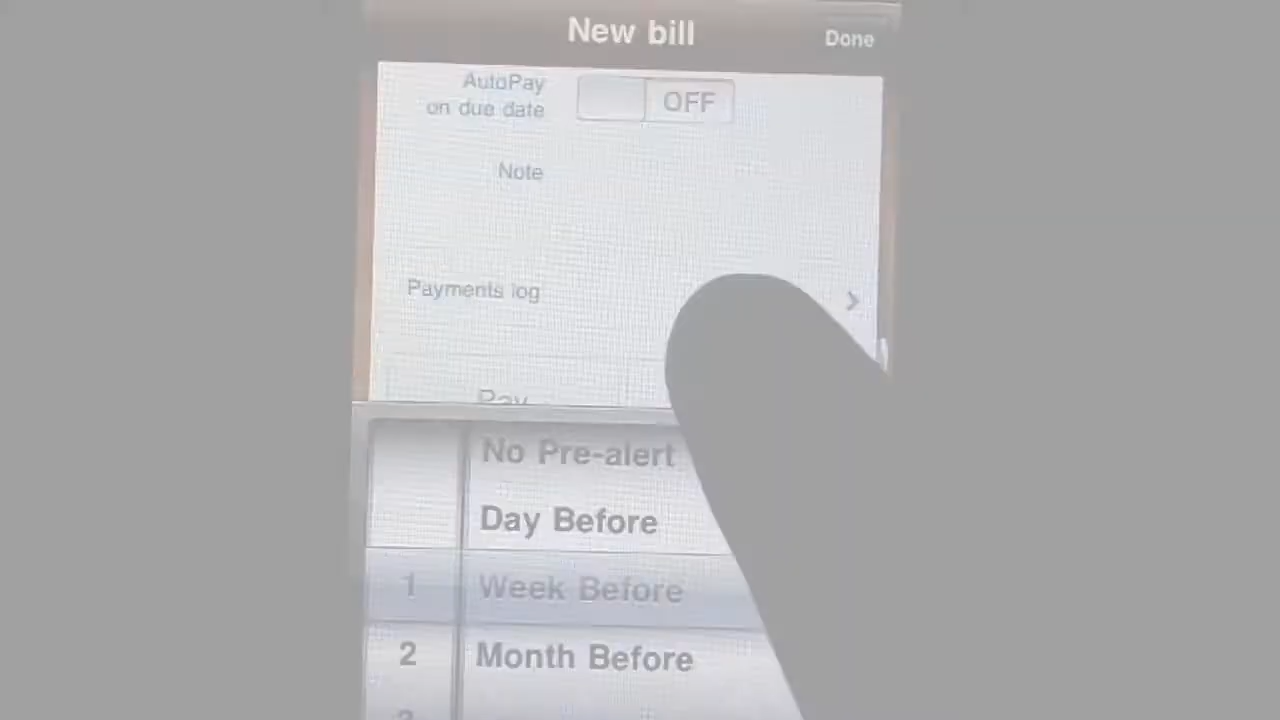 New bill
Done
AutoPay
on due date
OFF
Note
Payments log
Pay
No Pre-alert
Day Before
1 Week Before
2 Month Before